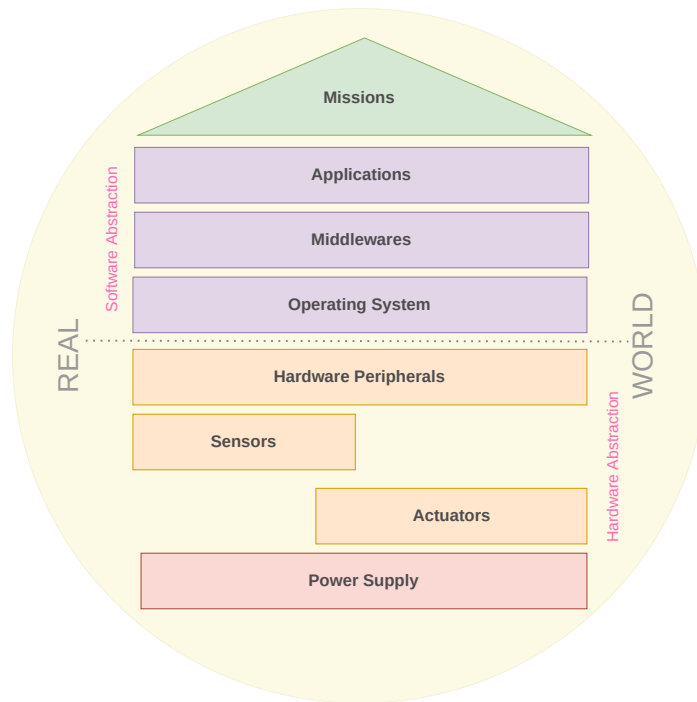 Missions
Applications
Software Abstraction
Middlewares
Operating System
REAL
WORLD
Hardware Peripherals
Sensors
Hardware Abstraction
Actuators
Power Supply